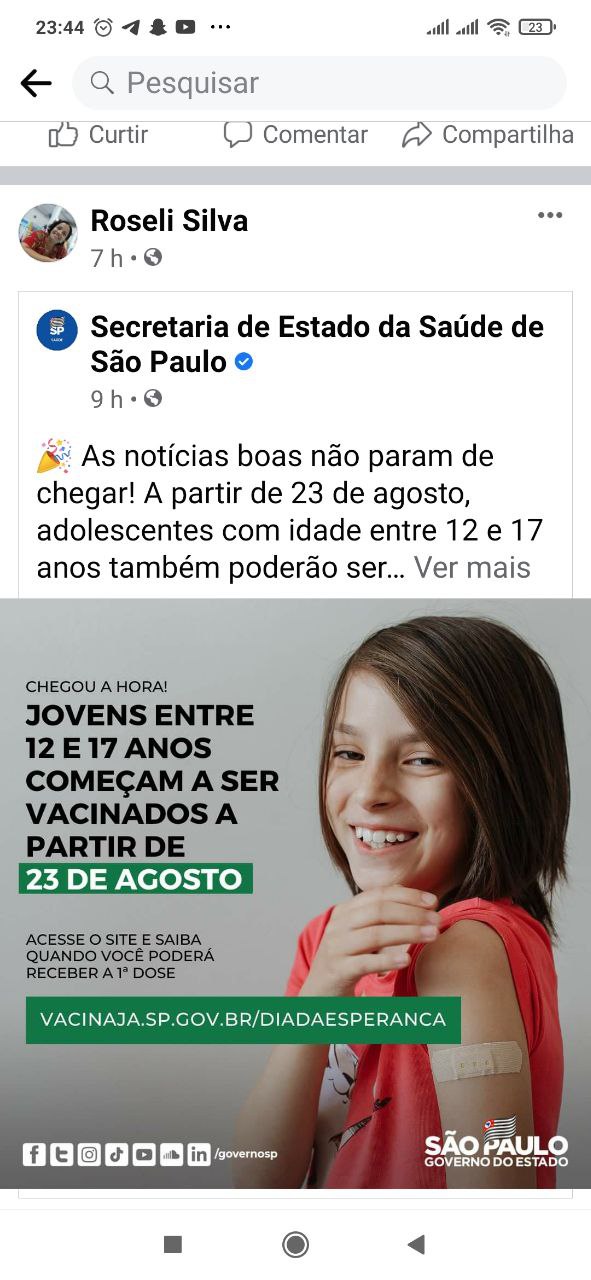 23:44
23
Pesquisar
Curtir Comentar Compartilha
Roseli Silva
7 h •
SP
SAÚDE
Secretaria de Estado da Saúde de
São Paulo
9 h •
As notícias boas não param de
chegar! A partir de 23 de agosto,
adolescentes com idade entre 12 e 17
anos também poderão ser... Ver mais
CHEGOU A HORA!
JOVENS ENTRE
12 E 17 ANOS
COMEÇAM A SER
VACINADOS A
PARTIR DE
23 DE AGOSTO
ACESSE O SITE E SAIBA
QUANDO VOCÊ PODERÁ
RECEBER A 1ª DOSE
VACINAJA.SP.GOV.BR/DIADAESPERANCA
/governosp
SÃO PAULO
GOVERNO DO ESTADO